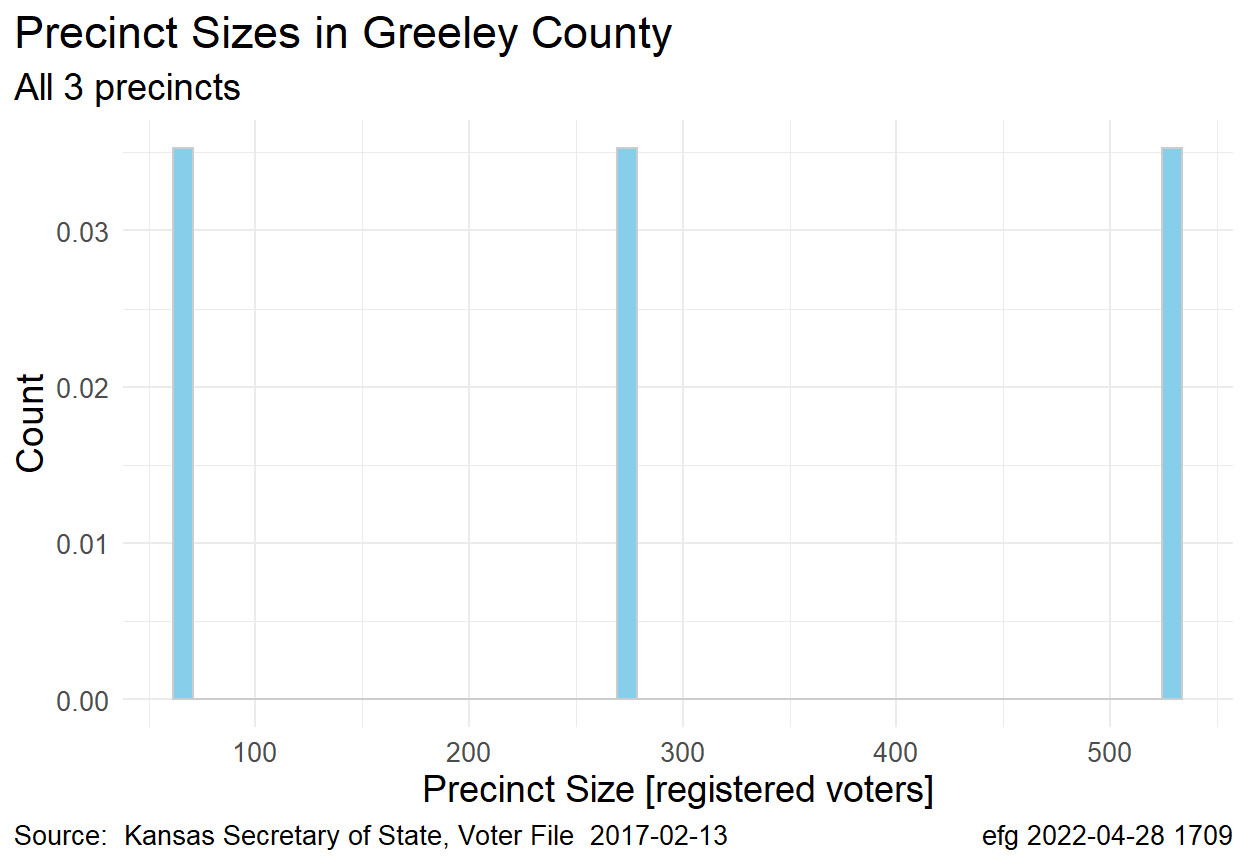 Precinct Sizes in Greeley County
All 3 precincts
Count
0.03
0.02
0.01
0.00
100 200 300 400 500
Precinct Size [registered voters]
Source:  Kansas Secretary of State, Voter File  2017-02-13
efg 2022-04-28 1709